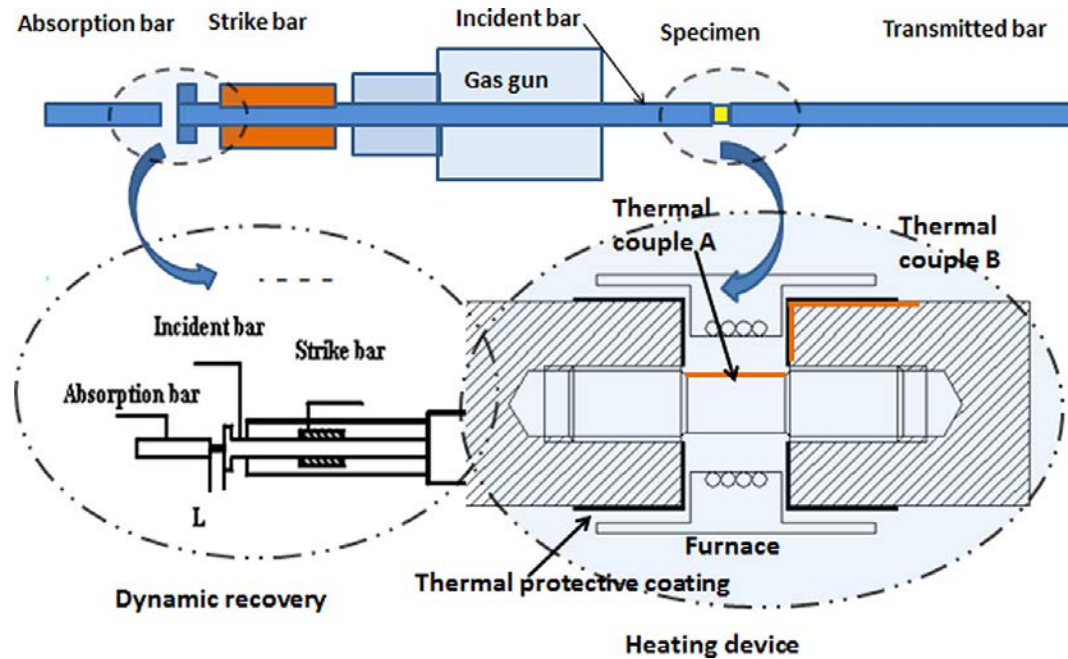 Absorption bar
Strike bar
Incident bar
Specimen
Transmitted bar
Gas gun
Thermal
couple A
Thermal
couple B
Incident bar
Strike bar
Absorption bar
L
Furnace
Thermal protective coating
Dynamic recovery
Heating device